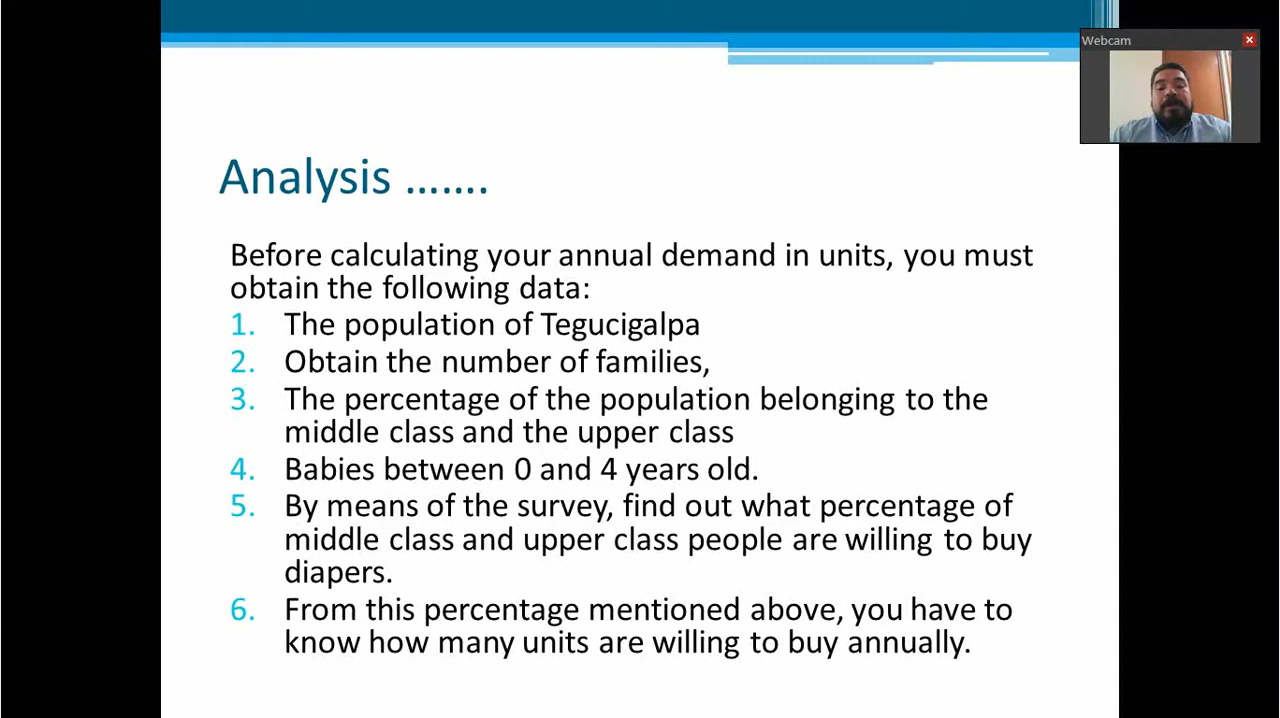 Webcam
Analysis .......
Before calculating your annual demand in units, you must
obtain the following data:
1. The population of Tegucigalpa
2. Obtain the number of families,
3. The percentage of the population belonging to the
middle class and the upper class
4. Babies between 0 and 4 years old.
5. By means of the survey, find out what percentage of
middle class and upper class people are willing to buy
diapers.
6. From this percentage mentioned above, you have to
know how many units are willing to buy annually.